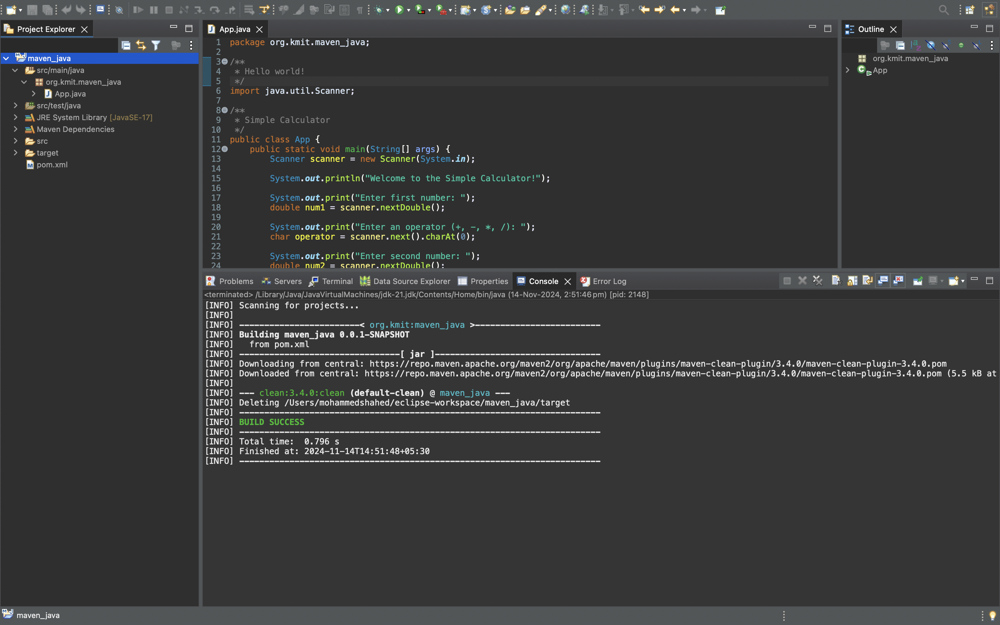 Project Explorer
maven_java
src/main/java
org.kmit.maven_java
App.java
src/test/java
JRE System Library [JavaSE-17]
Maven Dependencies
src
target
pom.xml
App.java
1 package org.kmit.maven_java;
2
3 /**
4 * Hello world!
5 */
6 import java.util.Scanner;
7
8 /**
9 * Simple Calculator
10 */
11 public class App {
12 public static void main(String[] args) {
13 Scanner scanner = new Scanner(System.in);
14
15 System.out.println("Welcome to the Simple Calculator!");
16
17 System.out.print("Enter first number: ");
18 double num1 = scanner.nextDouble();
19
20 System.out.print("Enter an operator (+, -, *, /): ");
21 char operator = scanner.next().charAt(0);
22
23 System.out.print("Enter second number: ");
24 double num2 = scanner.nextDouble();
Outline
org.kmit.maven_java
App
Problems Servers Terminal Data Source Explorer Properties Console Error Log
<terminated> /Library/Java/JavaVirtualMachines/jdk-21.jdk/Contents/Home/bin/java (14-Nov-2024, 2:51:46 pm) [pid: 2148]
[INFO] Scanning for projects...
[INFO]
[INFO] ------------------------< org.kmit:maven_java >-------------------------
[INFO] Building maven_java 0.0.1-SNAPSHOT
[INFO] from pom.xml
[INFO] --------------------------------[ jar ]---------------------------------
[INFO] Downloading from central: https://repo.maven.apache.org/maven2/org/apache/maven/plugins/maven-clean-plugin/3.4.0/maven-clean-plugin-3.4.0.pom
[INFO] Downloaded from central: https://repo.maven.apache.org/maven2/org/apache/maven/plugins/maven-clean-plugin/3.4.0/maven-clean-plugin-3.4.0.pom (5.5 kB at
[INFO]
[INFO] --- clean:3.4.0:clean (default-clean) @ maven_java ---
[INFO] Deleting /Users/mohammedshahed/eclipse-workspace/maven_java/target
[INFO] ------------------------------------------------------------------------
[INFO] BUILD SUCCESS
[INFO] ------------------------------------------------------------------------
[INFO] Total time: 0.796 s
[INFO] Finished at: 2024-11-14T14:51:48+05:30
[INFO] ------------------------------------------------------------------------
maven_java